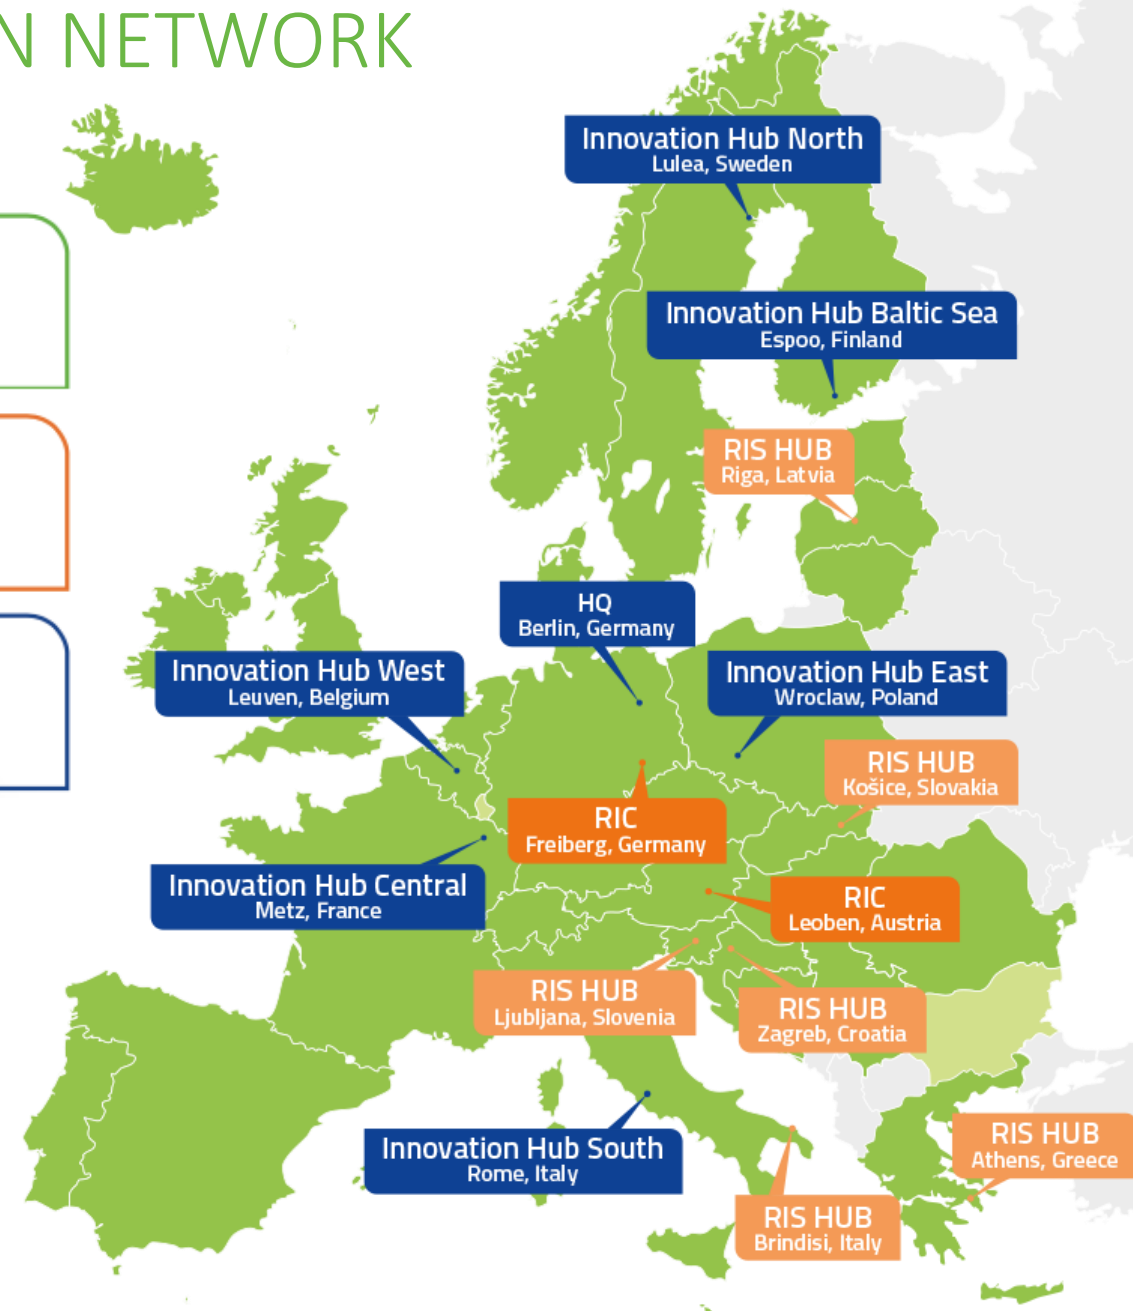 N NETWORK
Innovation Hub North
Lulea, Sweden
Innovation Hub Baltic Sea
Espoo, Finland
RIS HUB
Riga, Latvia
HQ
Berlin, Germany
Innovation Hub West
Leuven, Belgium
Innovation Hub East
Wroclaw, Poland
RIS HUB
Košice, Slovakia
RIC
Freiberg, Germany
Innovation Hub Central
Metz, France
RIC
Leoben, Austria
RIS HUB
Ljubljana, Slovenia
RIS HUB
Zagreb, Croatia
Innovation Hub South
Rome, Italy
RIS HUB
Athens, Greece
RIS HUB
Brindisi, Italy